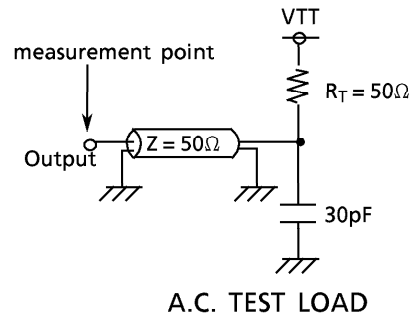 VTT
measurement point
R_T = 50Ω
Output
Z = 50Ω
30pF
A.C. TEST LOAD